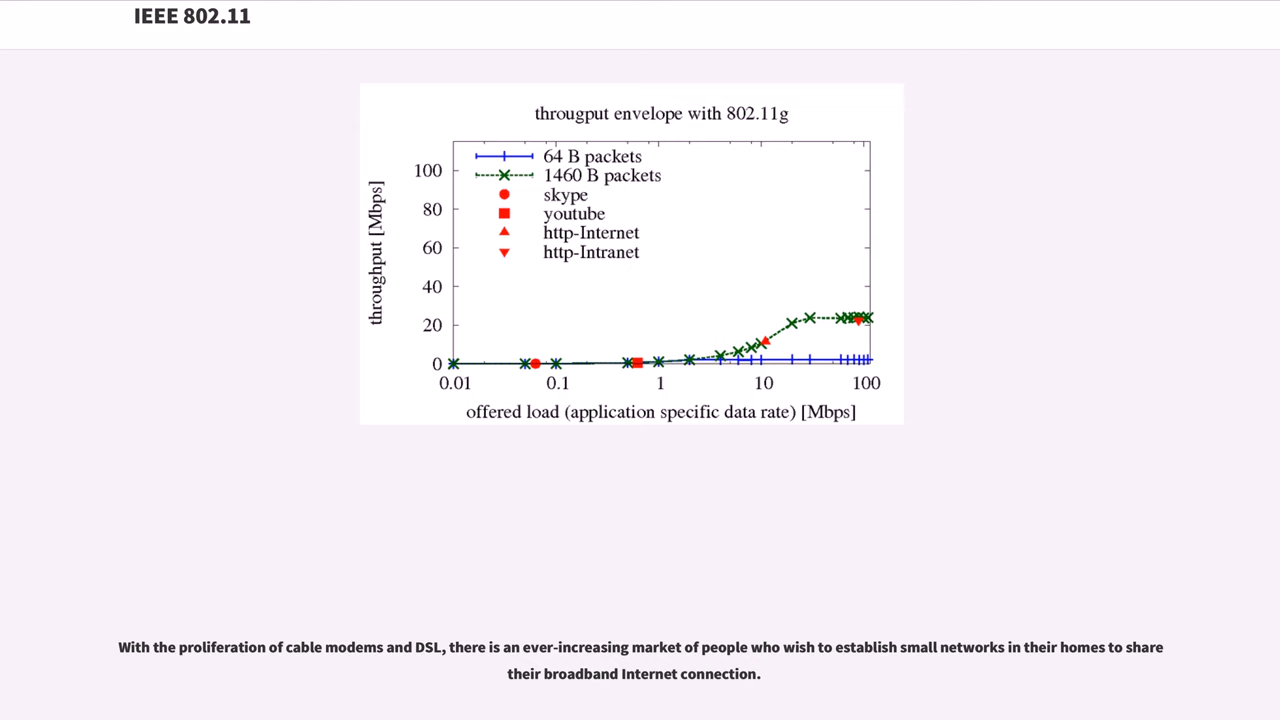 IEEE 802.11
througput envelope with 802.11g
64 B packets
1460 B packets
skype
youtube
http-Internet
http-Intranet
throughput [Mbps]
100
80
60
40
20
0
0.01 0.1 1 10 100
offered load (application specific data rate) [Mbps]
With the proliferation of cable modems and DSL, there is an ever-increasing market of people who wish to establish small networks in their homes to share
their broadband Internet connection.